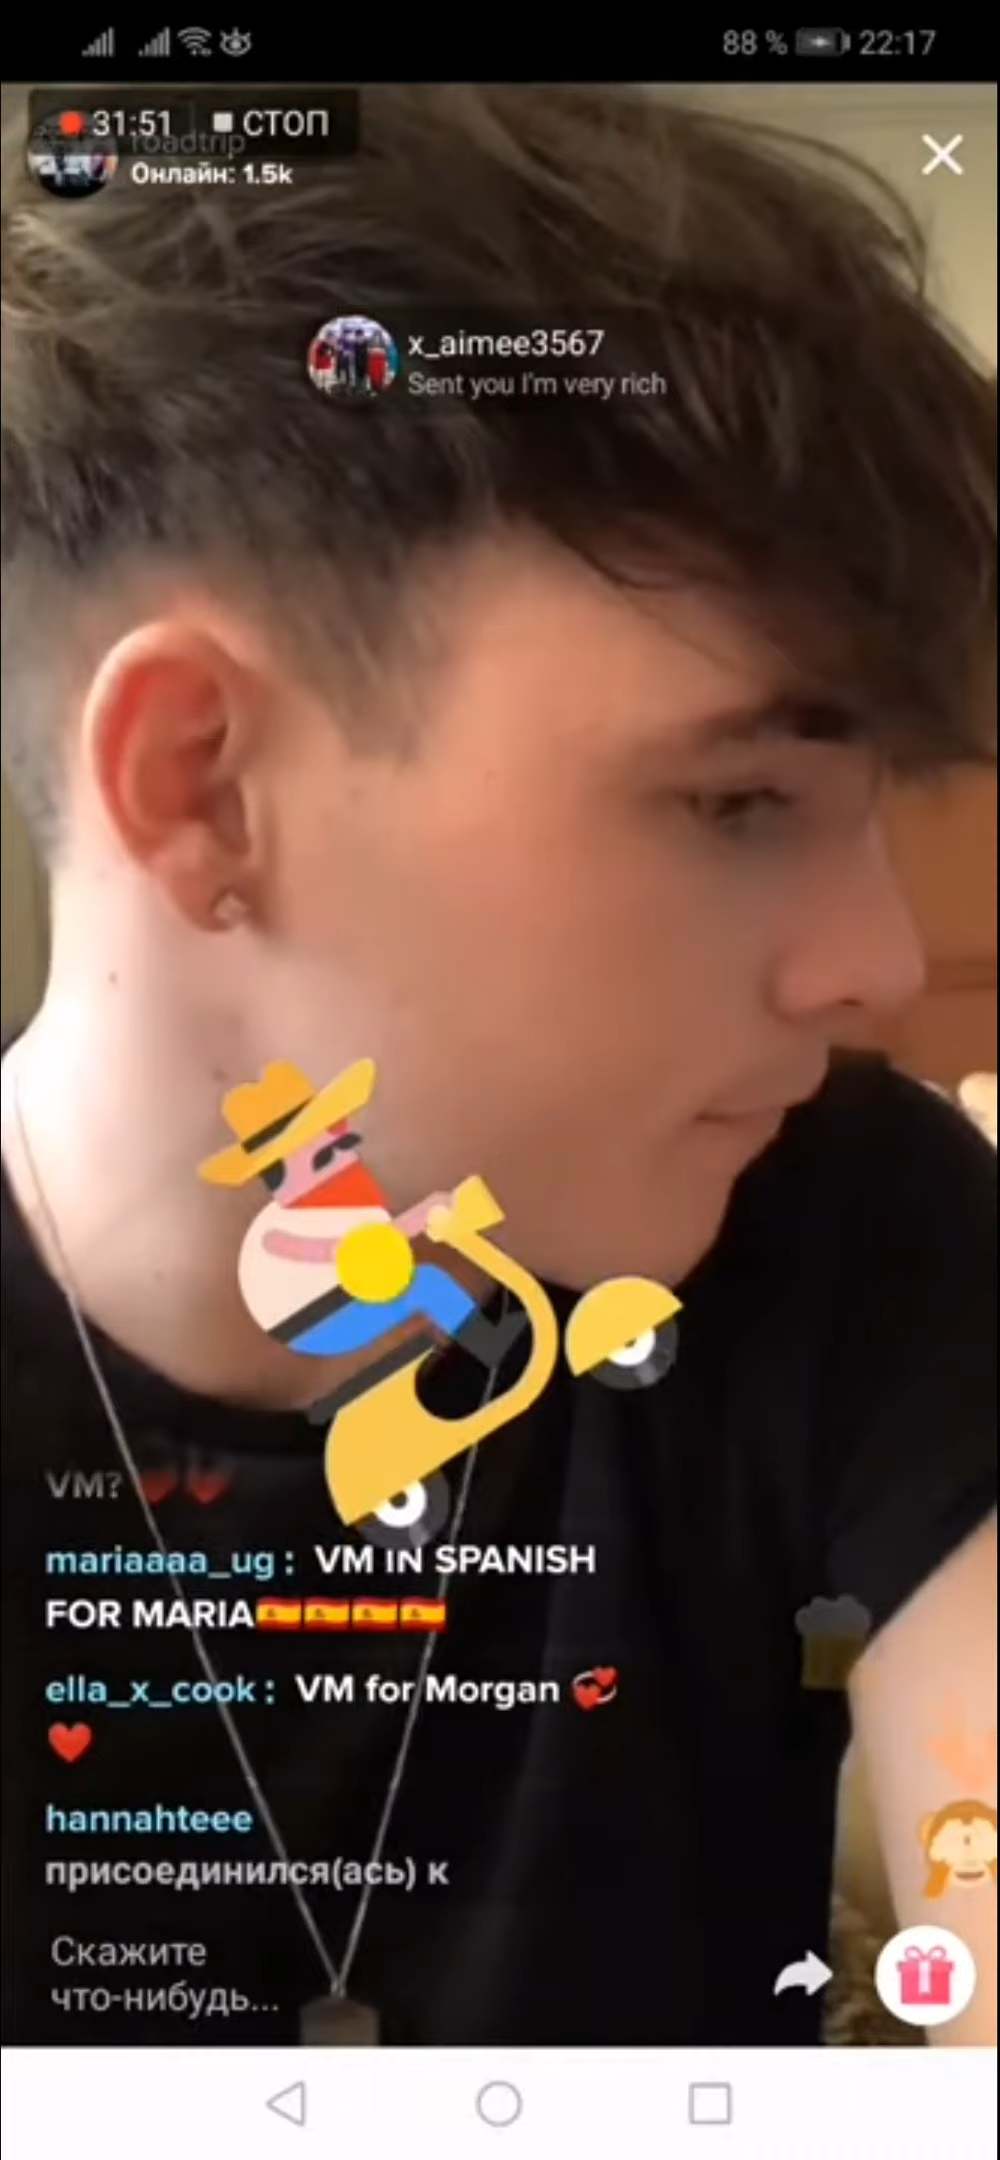 88 % 22:17
31:51 СТОП
roadtrip
Онлайн: 1.5k
x_aimee3567
Sent you I'm very rich
VM?
mariaaaa_ug : VM IN SPANISH
FOR MARIA🇪🇸🇪🇸🇪🇸🇪🇸
ella_x_cook : VM for Morgan 💞
❤️
hannahteee
присоединился(ась) к
Скажите
что-нибудь...